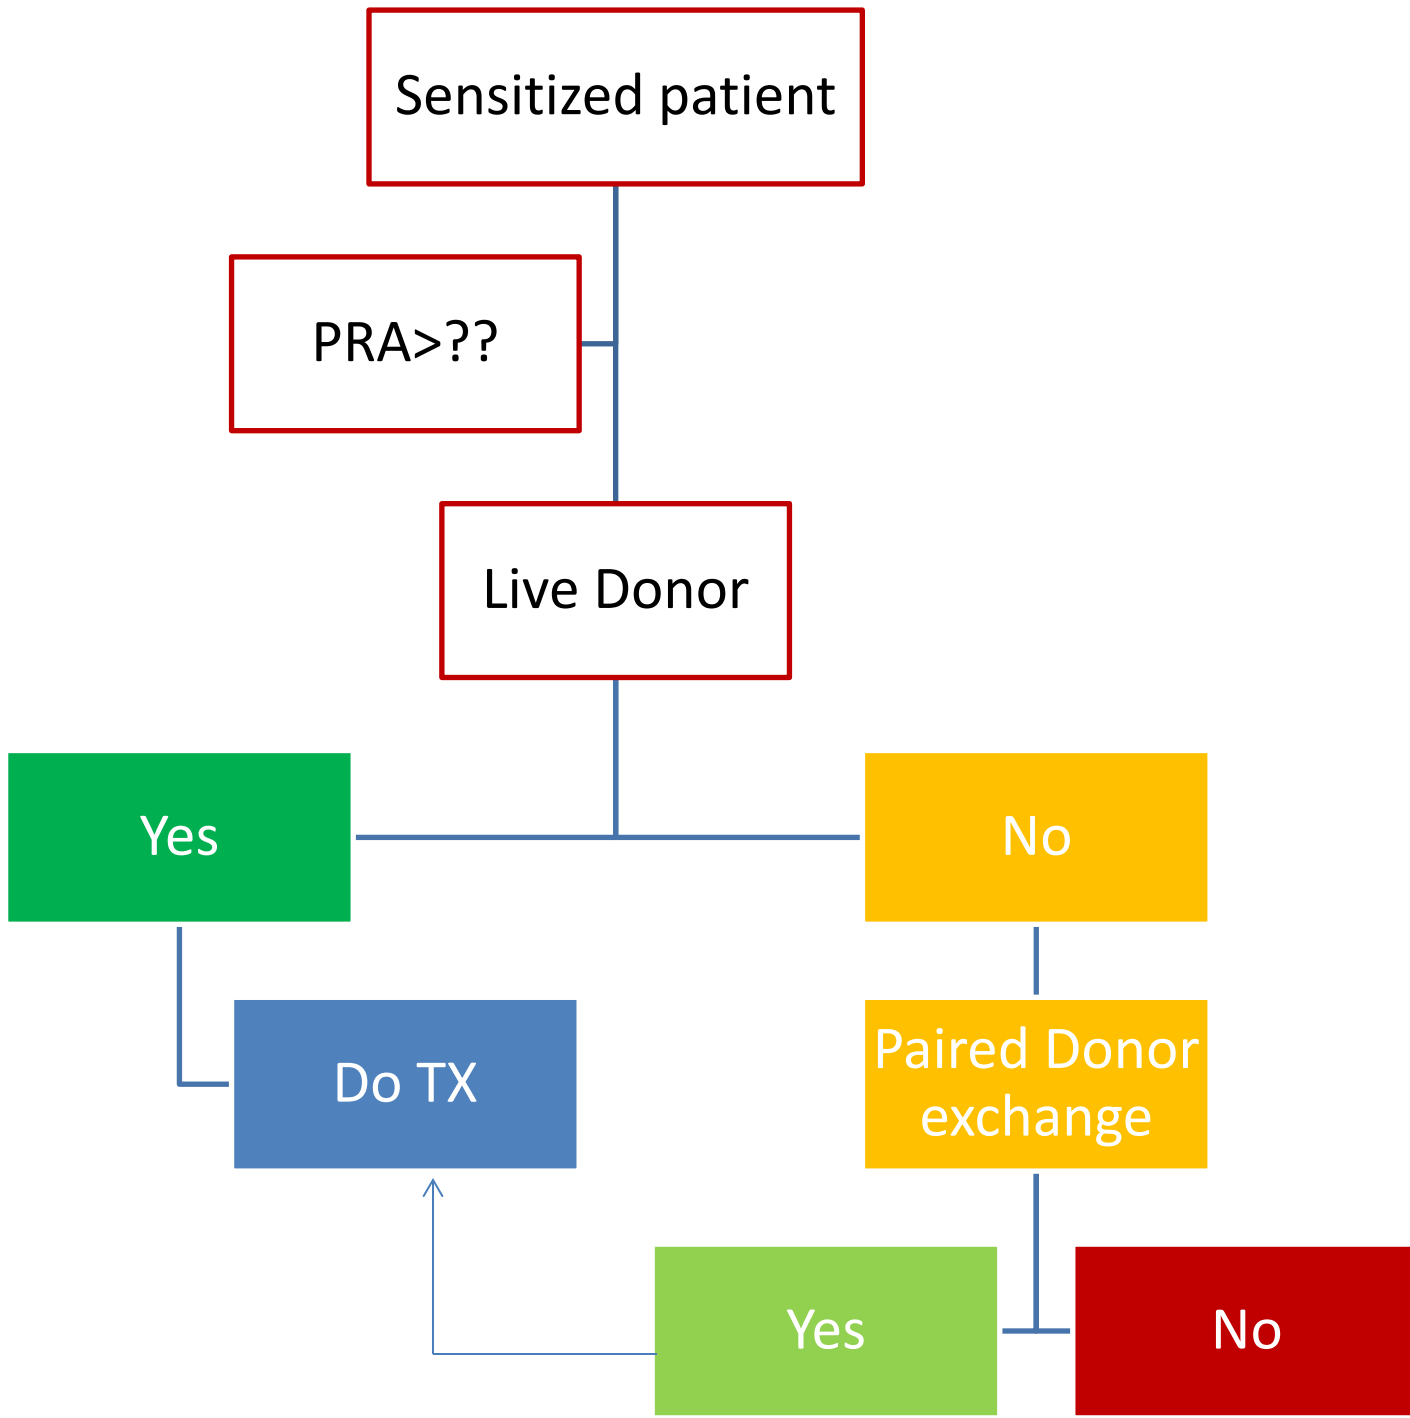 Sensitized patient
PRA>??
Live Donor
Yes
No
Do TX
Paired Donor
exchange
Yes
No